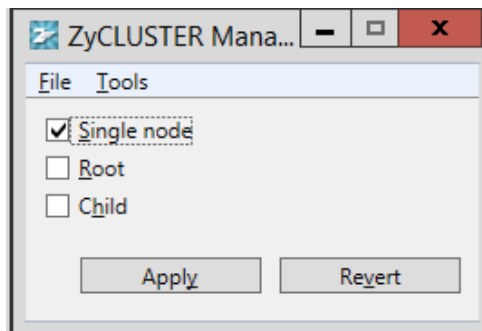 ZyCLUSTER Mana...
File Tools
Single node
Root
Child
Apply Revert